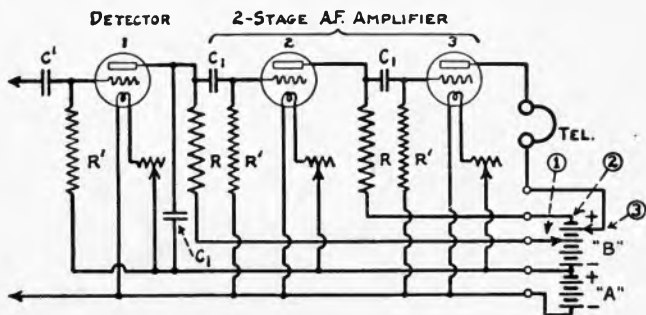 DETECTOR
2-STAGE A.F. AMPLIFIER
1
2
3
C'
C1
C1
R'
R
R'
R
R'
TEL.
①
②
③
C1
+
"B"
−
+
"A"
−